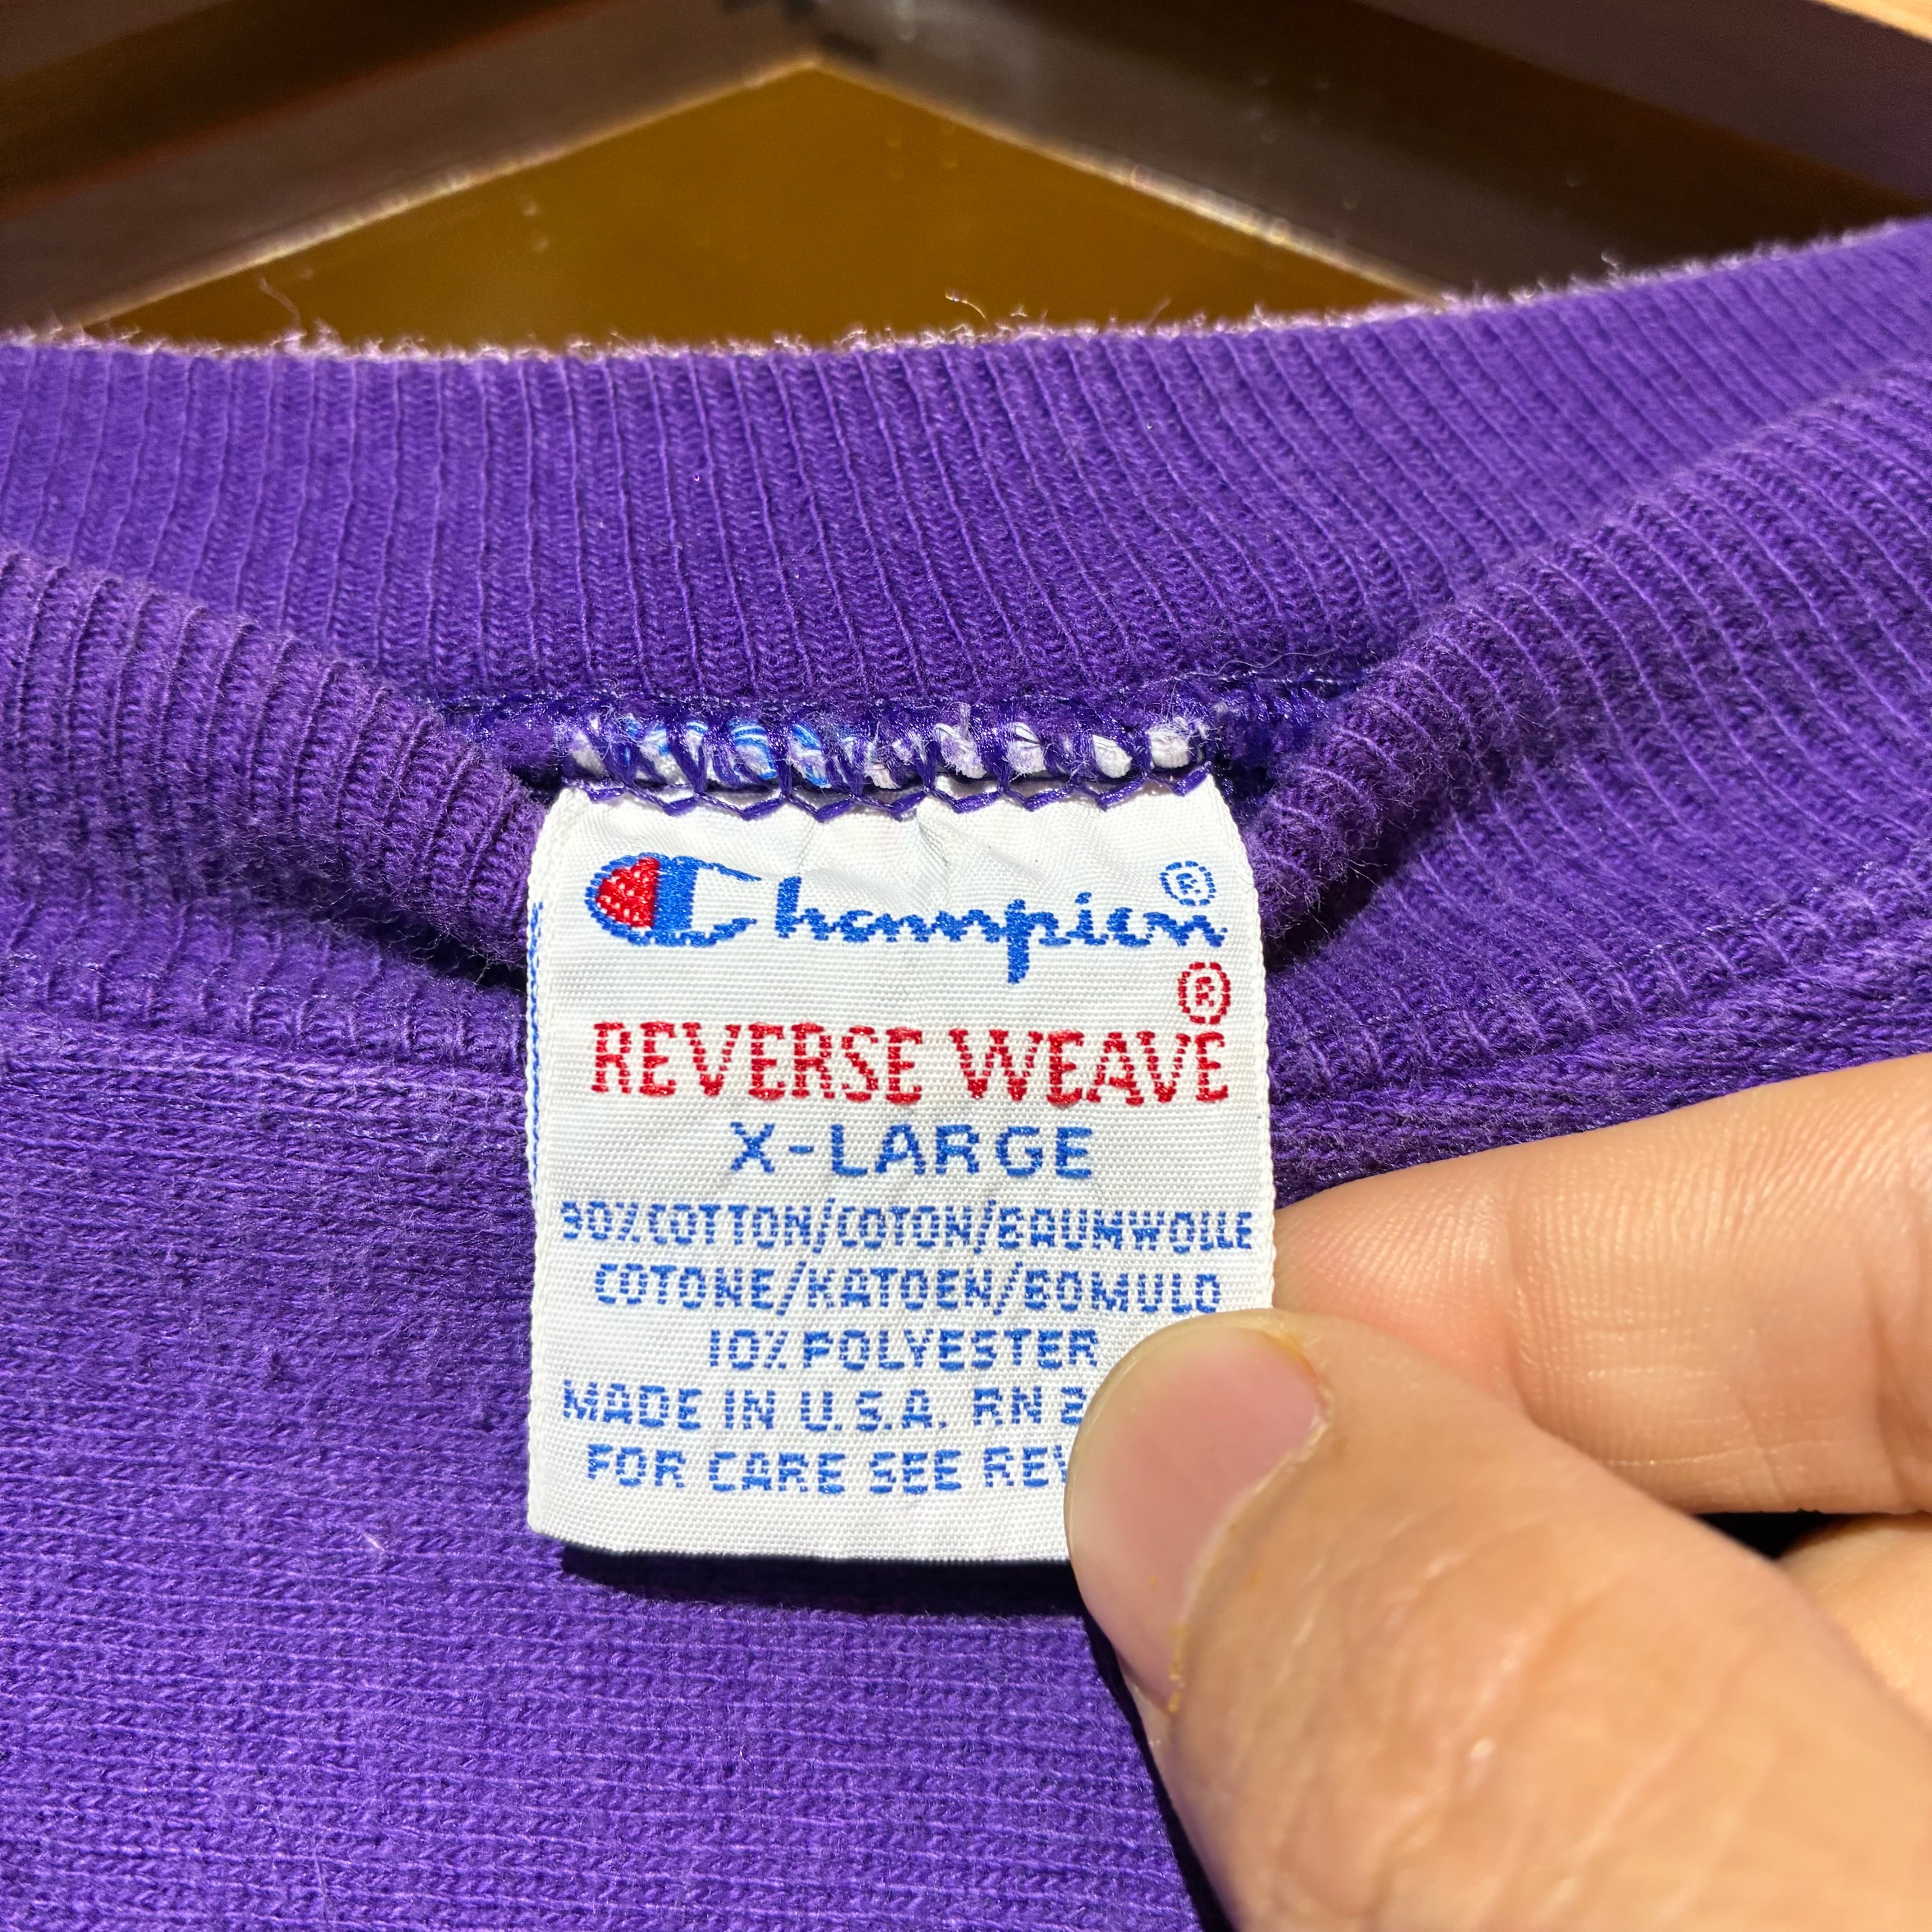 Champion®
REVERSE WEAVE®
X-LARGE
90% COTTON/COTON/BAUMWOLLE
COTONE/KATOEN/BOMULD
10% POLYESTER
MADE IN U.S.A. RN
FOR CARE SEE